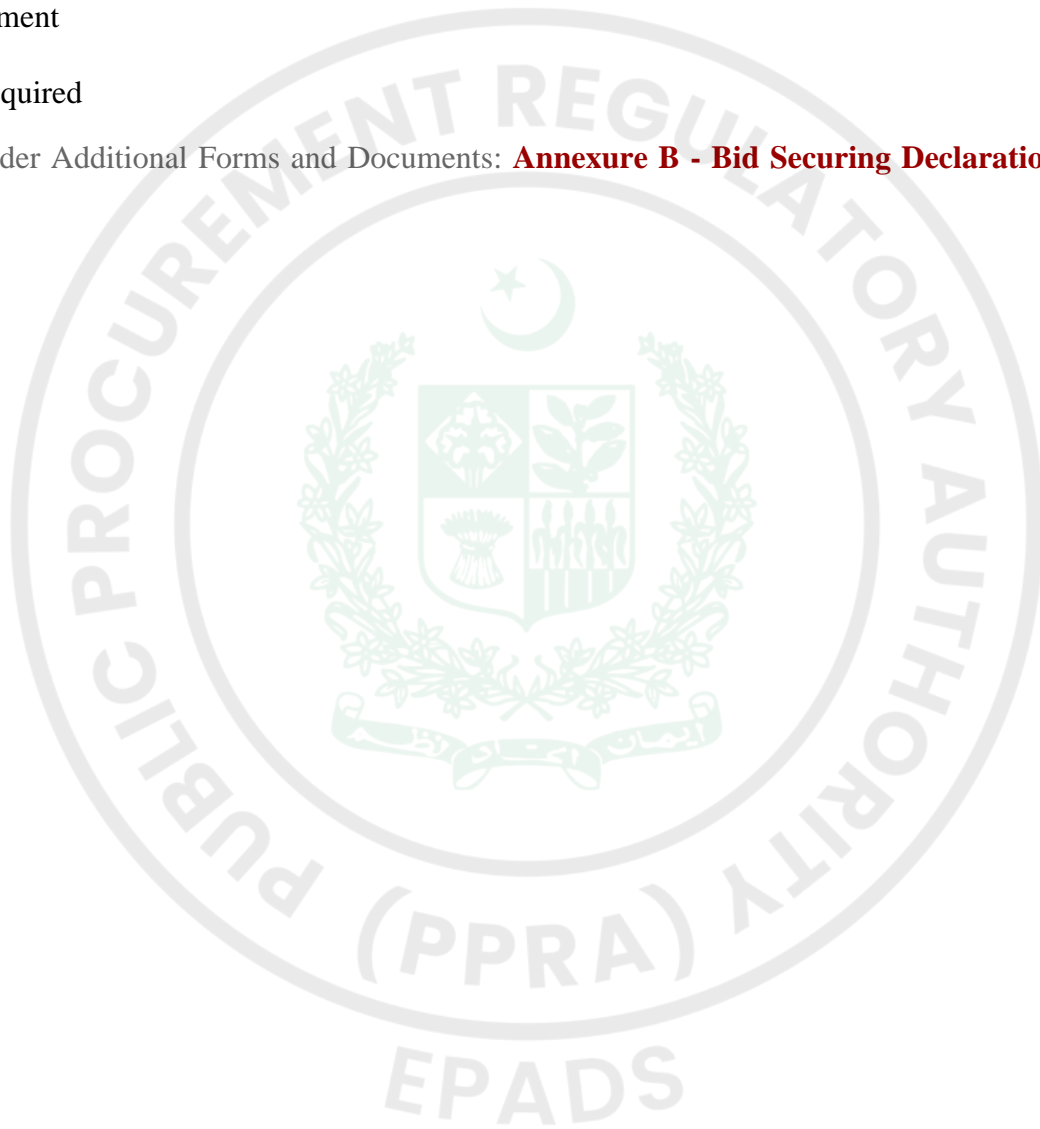 ment
quired
der Additional Forms and Documents: Annexure B - Bid Securing Declaratio
PUBLIC PROCUREMENT REGULATORY AUTHORITY
(PPRA)
EPADS